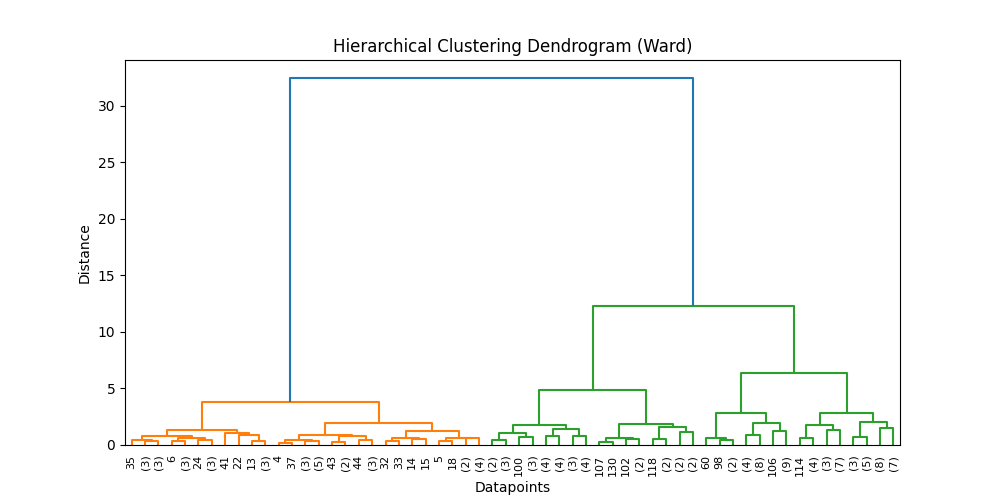 Hierarchical Clustering Dendrogram (Ward)
30
25
20
15
10
5
0
Distance
35 (3) (3) 6 (3) 24 (3) 41 22 13 (3) 4 37 (3) (5) 43 (2) 44 (3) 32 33 14 15 5 18 (2) (4) (2) (3) 100 (3) (4) (4) (3) (4) 107 130 102 (2) 118 (2) (2) (2) 60 98 (2) (4) (8) 106 (9) 114 (4) (3) (7) (3) (5) (8) (7)
Datapoints